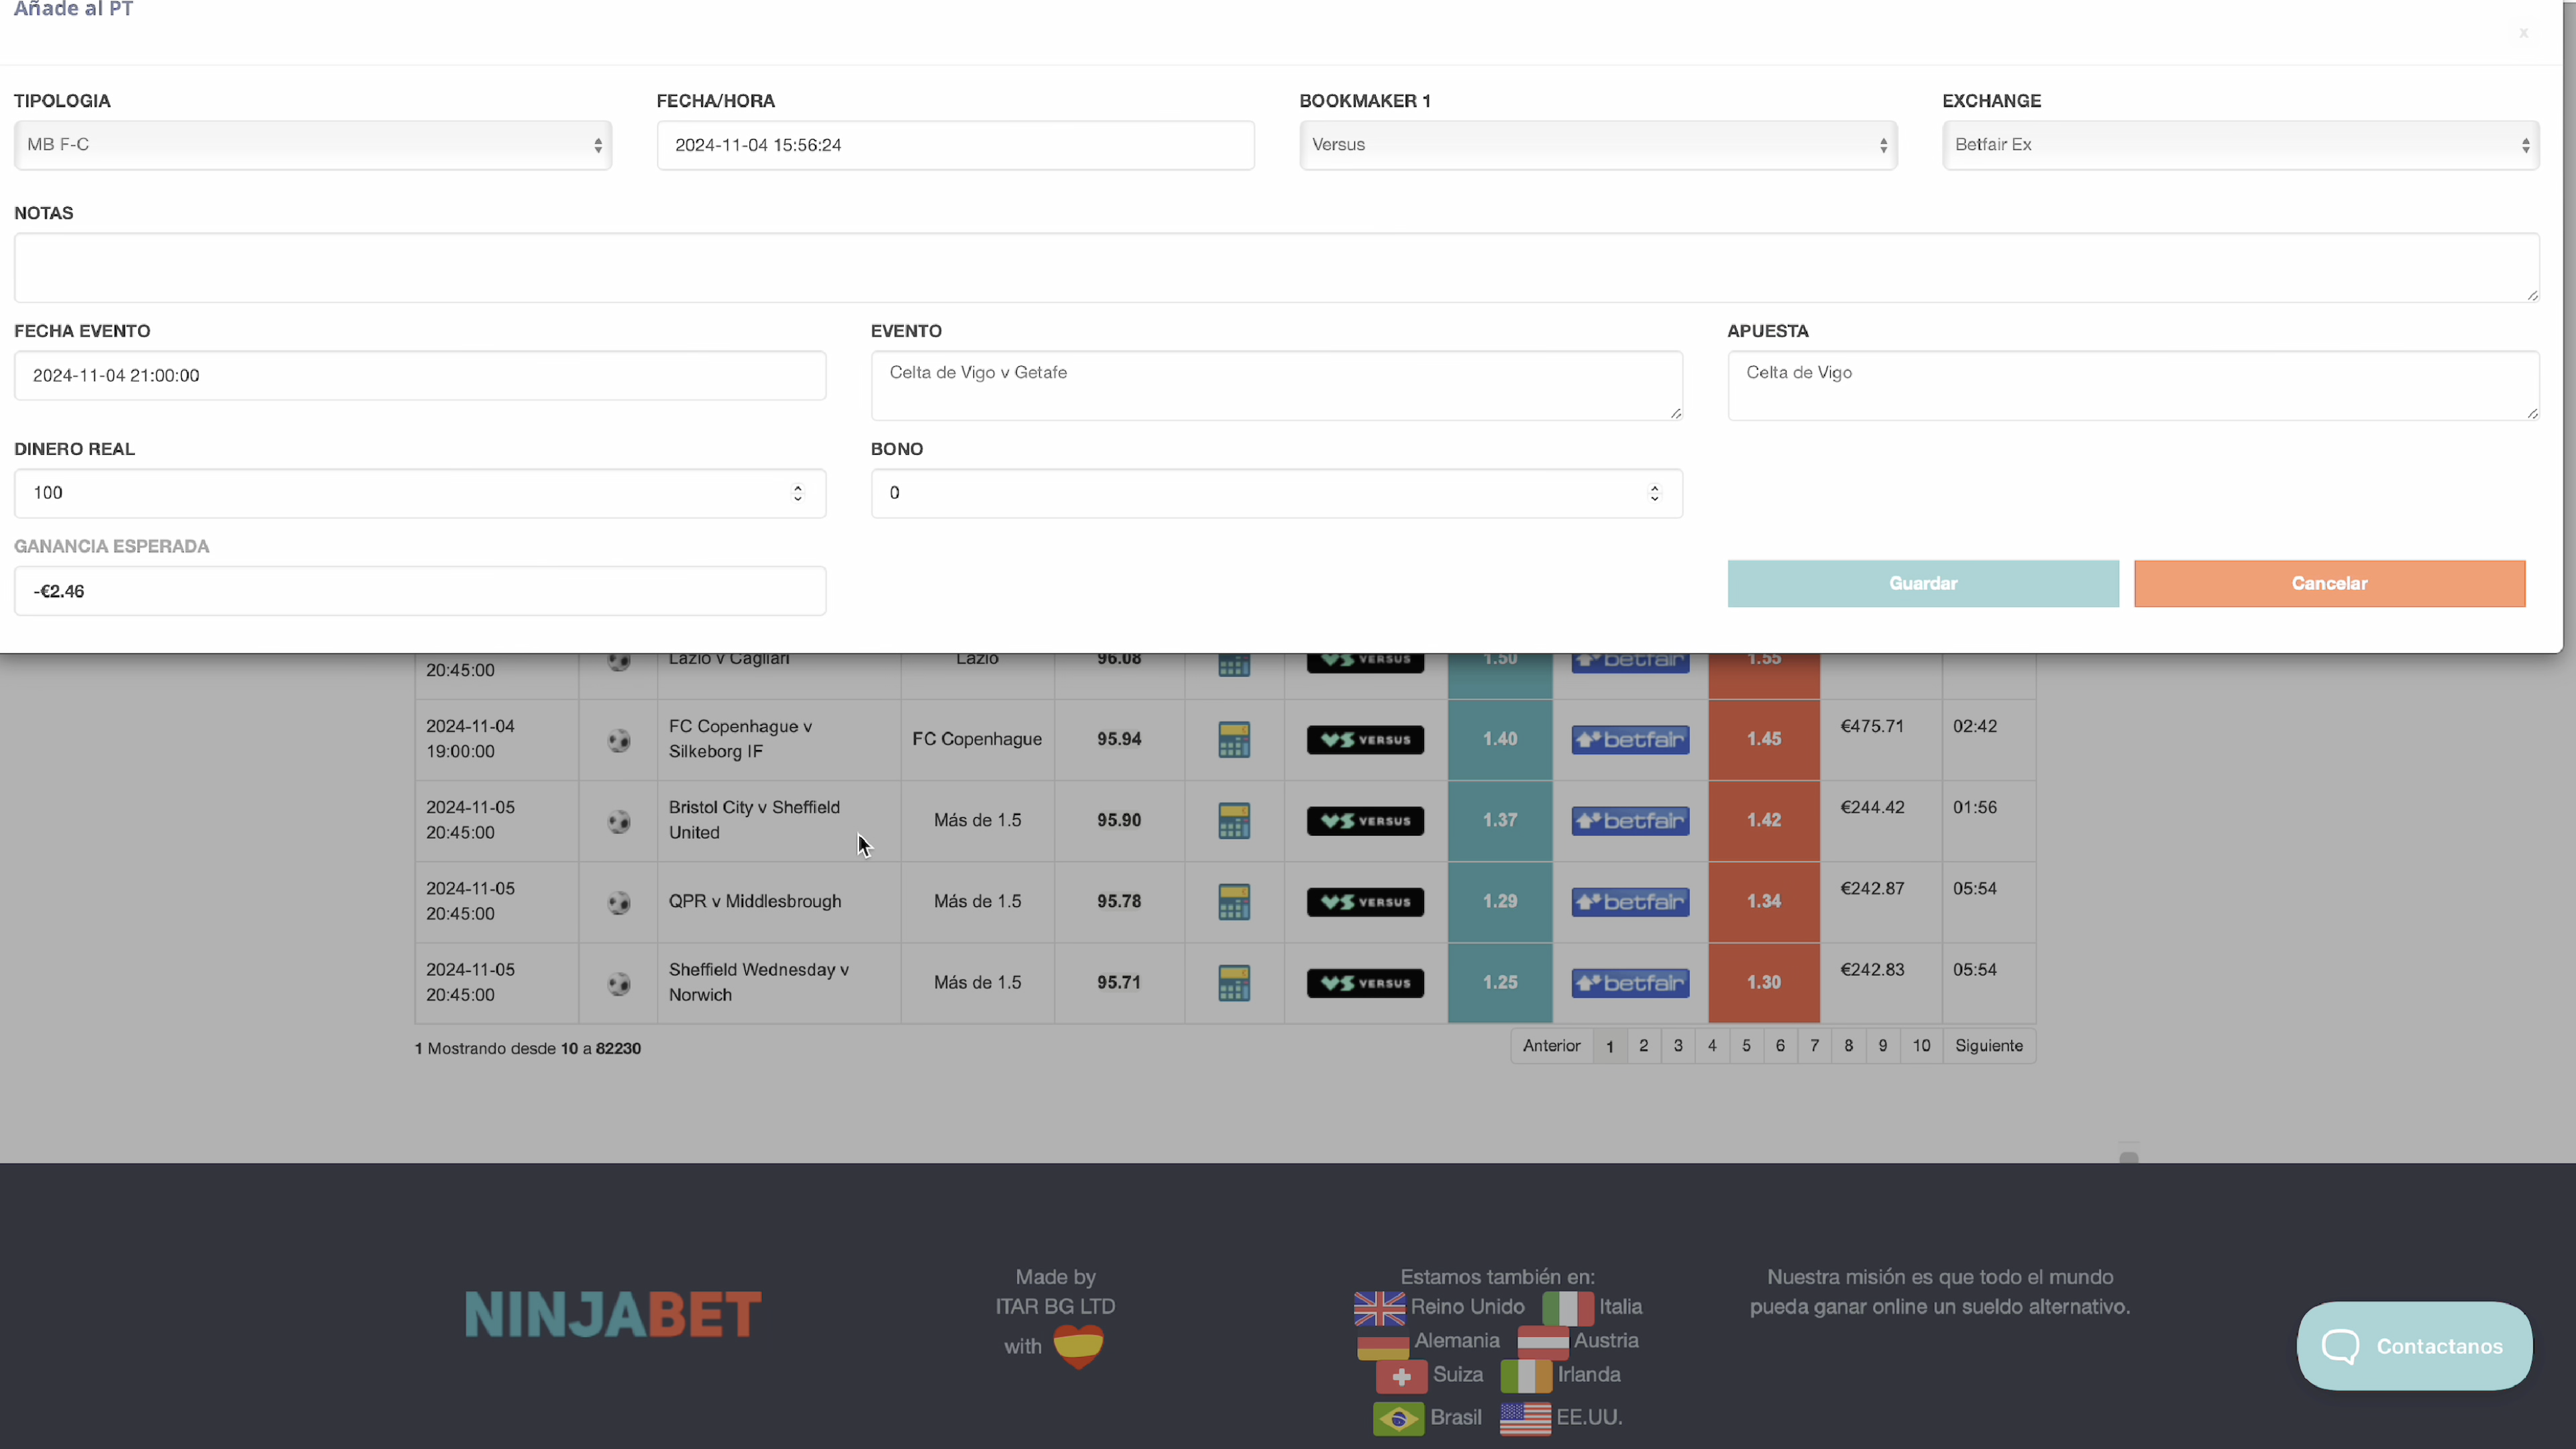 Añade al PT
x
TIPOLOGIA
FECHA/HORA
BOOKMAKER 1
EXCHANGE
MB F-C
2024-11-04 15:56:24
Versus
Betfair Ex
NOTAS
FECHA EVENTO
EVENTO
APUESTA
2024-11-04 21:00:00
Celta de Vigo v Getafe
Celta de Vigo
DINERO REAL
BONO
100
0
GANANCIA ESPERADA
-€2.46
Guardar
Cancelar
20:45:00
Lazio v Cagliari
Lazio
96.08
VS VERSUS
1.50
betfair
1.55
2024-11-04
19:00:00
FC Copenhague v
Silkeborg IF
FC Copenhague
95.94
VS VERSUS
1.40
betfair
1.45
€475.71
02:42
2024-11-05
20:45:00
Bristol City v Sheffield
United
Más de 1.5
95.90
VS VERSUS
1.37
betfair
1.42
€244.42
01:56
2024-11-05
20:45:00
QPR v Middlesbrough
Más de 1.5
95.78
VS VERSUS
1.29
betfair
1.34
€242.87
05:54
2024-11-05
20:45:00
Sheffield Wednesday v
Norwich
Más de 1.5
95.71
VS VERSUS
1.25
betfair
1.30
€242.83
05:54
1 Mostrando desde 10 a 82230
Anterior 1 2 3 4 5 6 7 8 9 10 Siguiente
NINJABET
Made by
ITAR BG LTD
with
Estamos también en:
Reino Unido Italia
Alemania Austria
Suiza Irlanda
Brasil EE.UU.
Nuestra misión es que todo el mundo
pueda ganar online un sueldo alternativo.
Contactanos